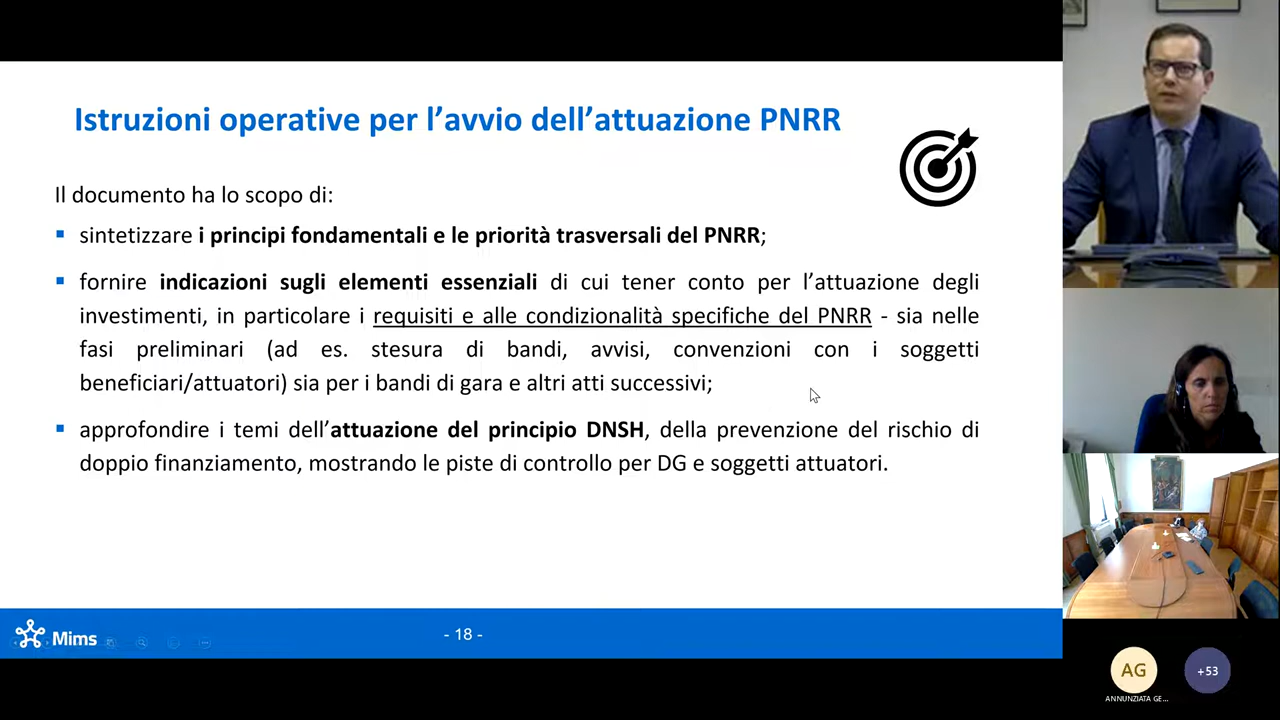 Istruzioni operative per l’avvio dell’attuazione PNRR
Il documento ha lo scopo di:
▪ sintetizzare i principi fondamentali e le priorità trasversali del PNRR;
▪ fornire indicazioni sugli elementi essenziali di cui tener conto per l’attuazione degli
investimenti, in particolare i requisiti e alle condizionalità specifiche del PNRR - sia nelle
fasi preliminari (ad es. stesura di bandi, avvisi, convenzioni con i soggetti
beneficiari/attuatori) sia per i bandi di gara e altri atti successivi;
▪ approfondire i temi dell’attuazione del principio DNSH, della prevenzione del rischio di
doppio finanziamento, mostrando le piste di controllo per DG e soggetti attuatori.
Mims
- 18 -
AG
+53
ANNUNZIATA GE...